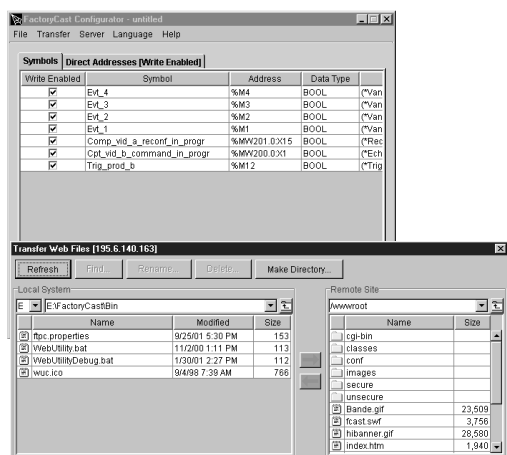 FactoryCast Configurator - untitled
File Transfer Server Language Help
Symbols Direct Addresses [Write Enabled]
Write Enabled Symbol Address Data Type
Evt_4 %M4 BOOL (*Van
Evt_3 %M3 BOOL (*Van
Evt_2 %M2 BOOL (*Van
Evt_1 %M1 BOOL (*Van
Comp_vid_a_reconf_in_progr %MW201.0:X15 BOOL (*Rec
Cpt_vid_b_command_in_progr %MW200.0:X1 BOOL (*Ech
Trig_prod_b %M12 BOOL (*Trig
Transfer Web Files [195.6.140.163]
Refresh Find... Rename... Delete... Make Directory...
Local System
E E:\FactoryCast\Bin
Name Modified Size
ftpc.properties 9/25/01 5:30 PM 153
WebUtility.bat 11/2/00 1:11 PM 113
WebUtilityDebug.bat 1/30/01 2:27 PM 112
wuc.ico 9/4/98 7:39 AM 766
Remote Site
/wwwroot
Name Size
cgi-bin
classes
conf
images
secure
unsecure
Bande.gif 23,509
fcast.swf 3,756
hibanner.gif 28,580
index.htm 1,940